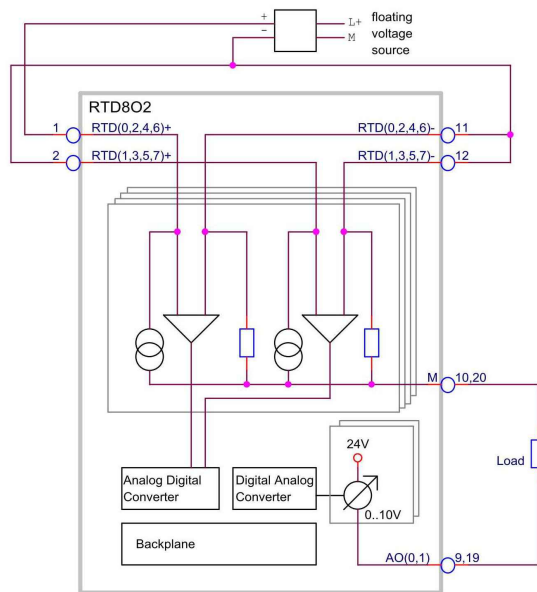 + L+ floating
− M voltage
source
RTD8O2
1 RTD(0,2,4,6)+ RTD(0,2,4,6)- 11
2 RTD(1,3,5,7)+ RTD(1,3,5,7)- 12
M 10,20
24V
Load
Analog Digital
Converter
Digital Analog
Converter
0..10V
Backplane
AO(0,1) 9,19